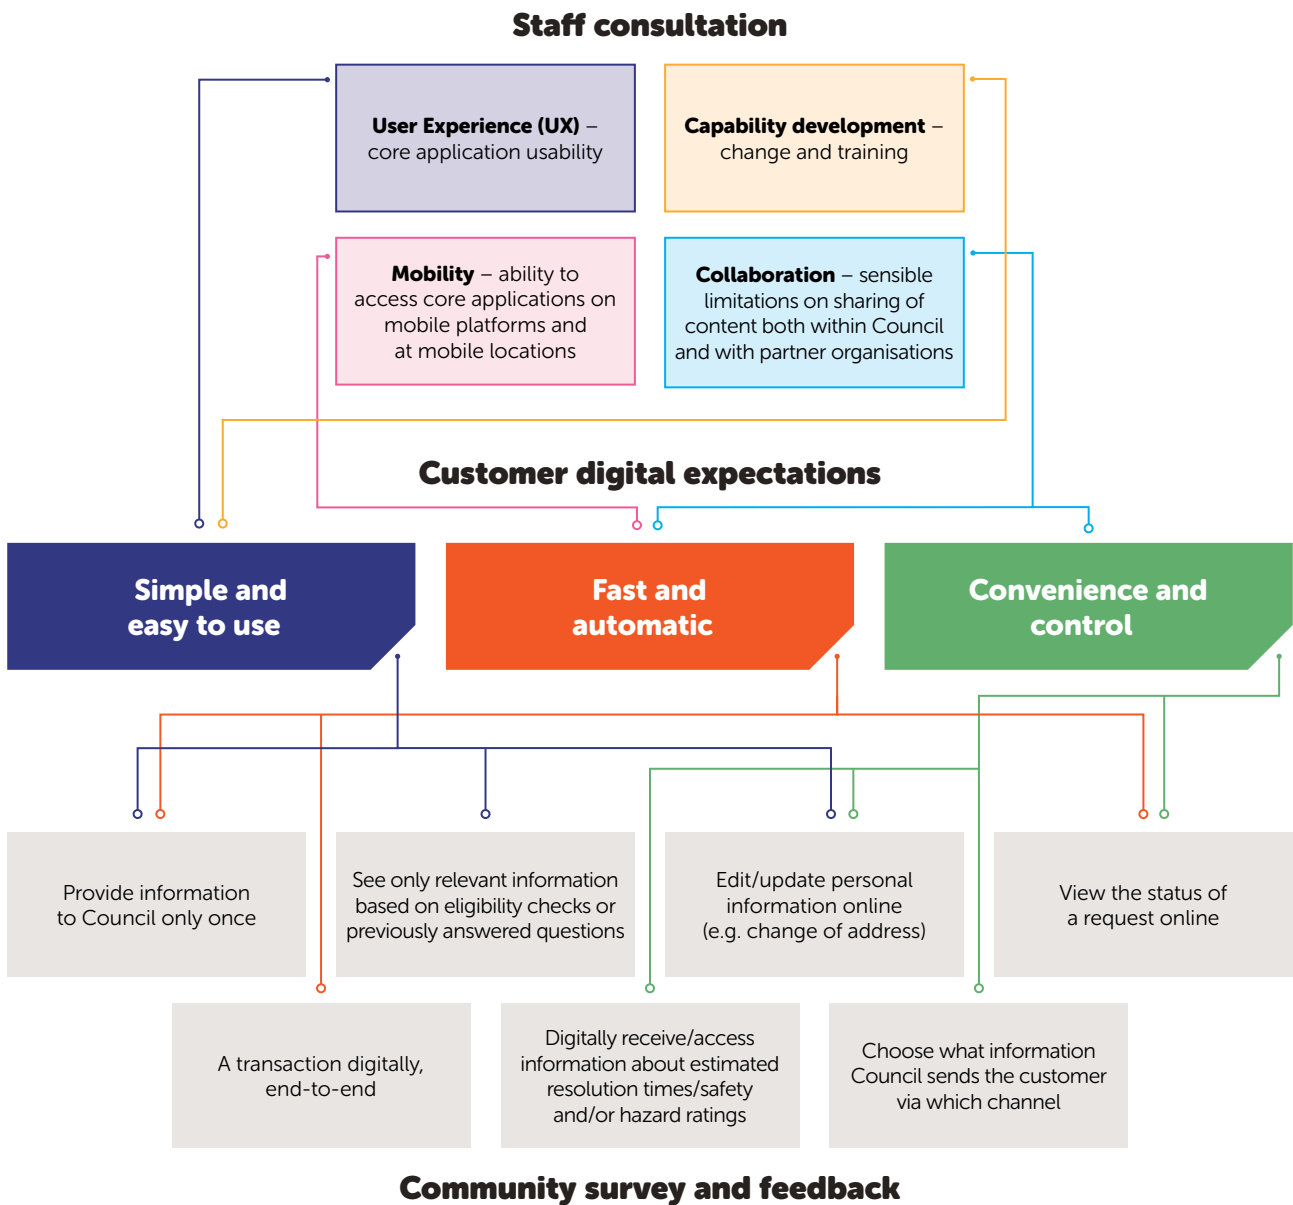 Staff consultation
User Experience (UX) –
core application usability
Capability development –
change and training
Mobility – ability to
access core applications on
mobile platforms and
at mobile locations
Collaboration – sensible
limitations on sharing of
content both within Council
and with partner organisations
Customer digital expectations
Simple and
easy to use
Fast and
automatic
Convenience and
control
Provide information
to Council only once
See only relevant information
based on eligibility checks or
previously answered questions
Edit/update personal
information online
(e.g. change of address)
View the status of
a request online
A transaction digitally,
end-to-end
Digitally receive/access
information about estimated
resolution times/safety
and/or hazard ratings
Choose what information
Council sends the customer
via which channel
Community survey and feedback